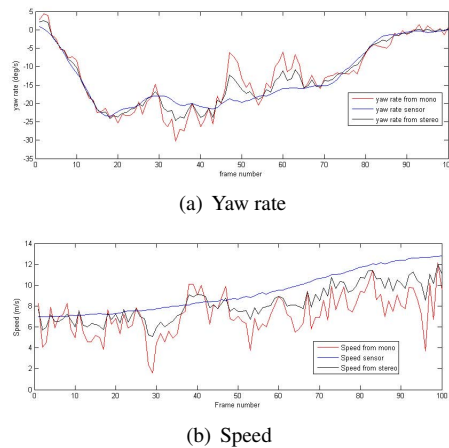 5
0
-5
-10
-15
-20
-25
-30
35
yaw rate (deg/s)
yaw rate from mono
yaw rate sensor
yaw rate from stereo
0 10 20 30 40 50 60 70 80 90 100
frame number
(a) Yaw rate
14
12
10
8
6
4
2
0
Speed (m/s)
Speed from mono
Speed sensor
Speed from stereo
0 10 20 30 40 50 60 70 80 90 100
Frame number
(b) Speed